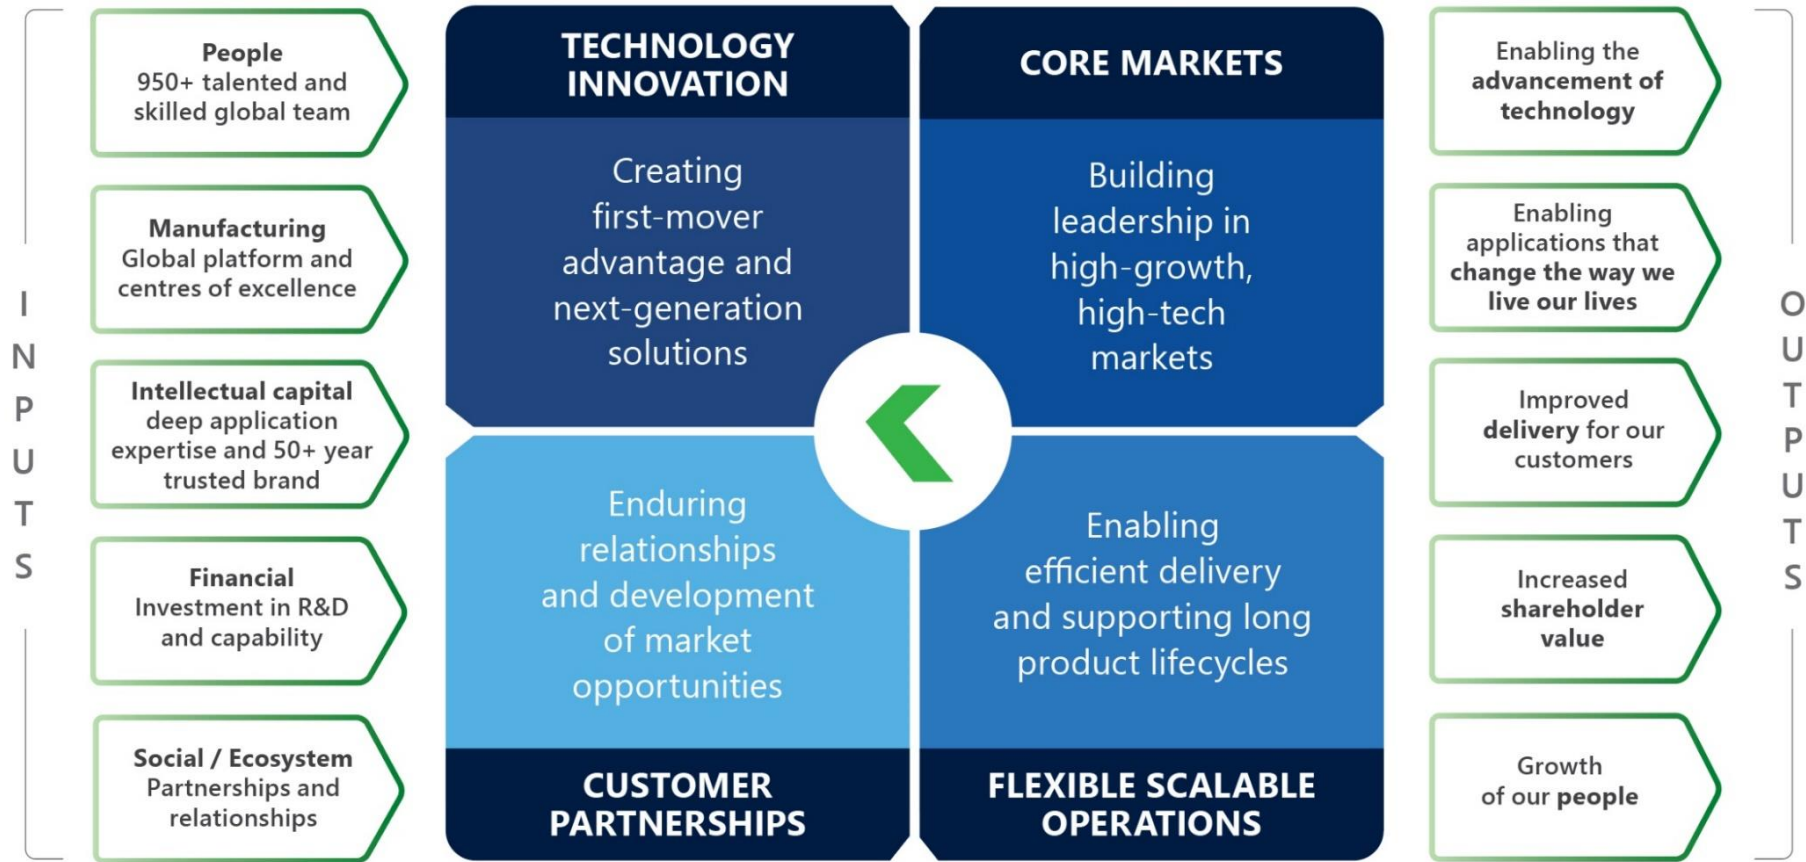 INPUTS
People
950+ talented and
skilled global team
Manufacturing
Global platform and
centres of excellence
Intellectual capital
deep application
expertise and 50+ year
trusted brand
Financial
Investment in R&D
and capability
Social / Ecosystem
Partnerships and
relationships
TECHNOLOGY
INNOVATION
Creating
first-mover
advantage and
next-generation
solutions
CORE MARKETS
Building
leadership in
high-growth,
high-tech
markets
Enduring
relationships
and development
of market
opportunities
CUSTOMER
PARTNERSHIPS
Enabling
efficient delivery
and supporting long
product lifecycles
FLEXIBLE SCALABLE
OPERATIONS
Enabling the
advancement of
technology
Enabling
applications that
change the way we
live our lives
Improved
delivery for our
customers
Increased
shareholder
value
Growth
of our people
OUTPUTS